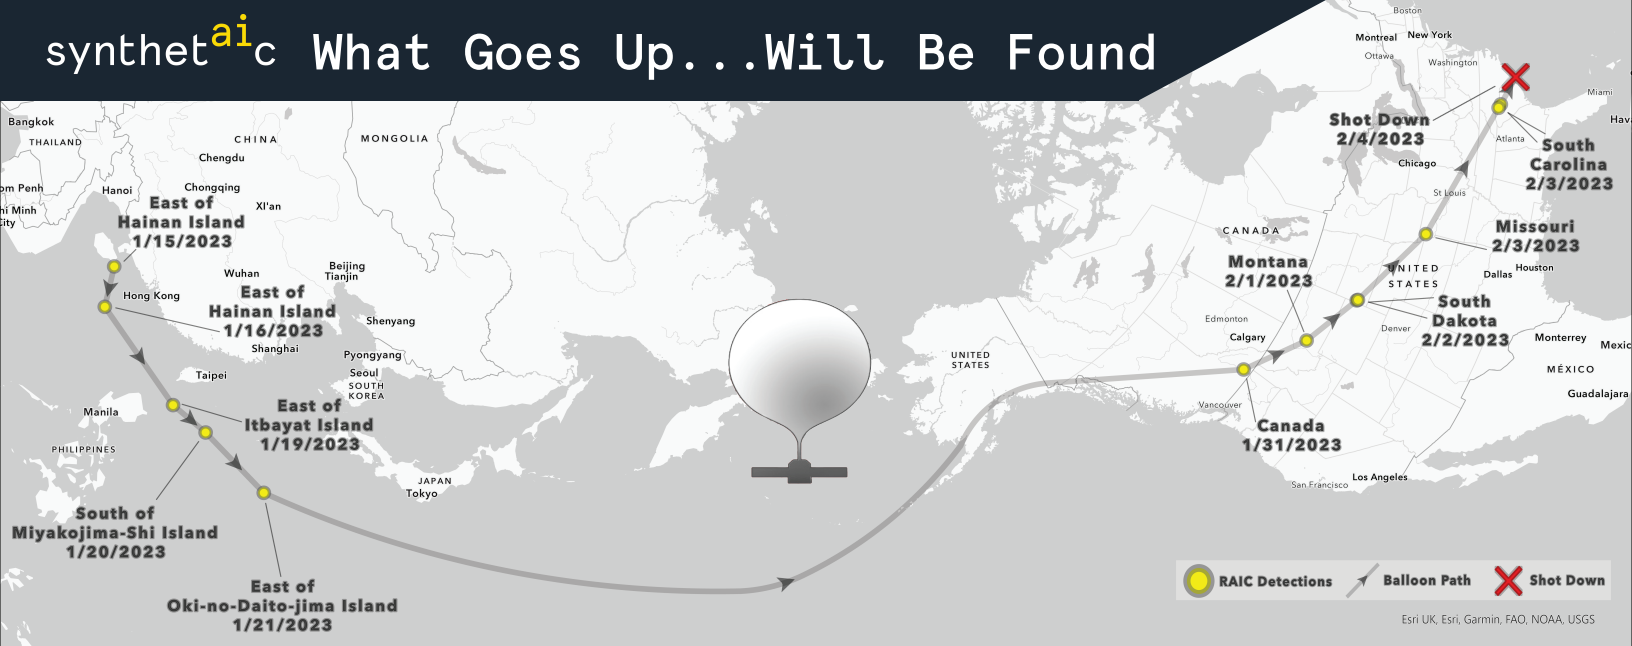 synthetaic What Goes Up...Will Be Found
Boston
Montreal
New York
Ottawa
Washington
Miami
Bangkok
THAILAND
CHINA
MONGOLIA
Chengdu
Shot Down
2/4/2023
Atlanta
Chicago
South
Carolina
2/3/2023
om Penh
Hanoi
Chongqing
hi Minh
City
East of
Hainan Island
1/15/2023
XI'an
St Louis
CANADA
Missouri
2/3/2023
Wuhan
Beijing
Tianjin
Montana
2/1/2023
UNITED
STATES
Dallas
Houston
Hong Kong
East of
Hainan Island
1/16/2023
South
Dakota
2/2/2023
Shenyang
Edmonton
Calgary
Denver
Monterrey
Mexic
Shanghai
Pyongyang
Seoul
SOUTH
KOREA
UNITED
STATES
MÉXICO
Taipei
Guadalajara
Manila
East of
Itbayat Island
1/19/2023
Vancouver
Canada
1/31/2023
PHILIPPINES
JAPAN
Tokyo
San Francisco
Los Angeles
South of
Miyakojima-Shi Island
1/20/2023
East of
Oki-no-Daito-jima Island
1/21/2023
RAIC Detections
Balloon Path
Shot Down
Esri UK, Esri, Garmin, FAO, NOAA, USGS